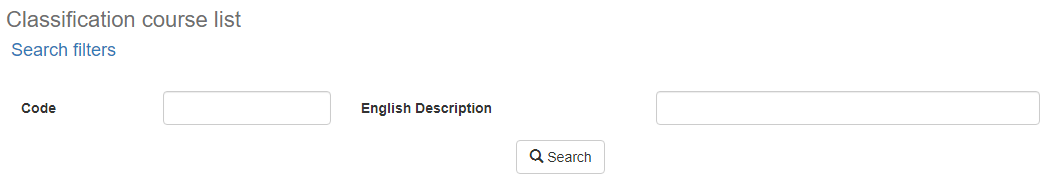 Classification course list
Search filters
Code English Description
Search